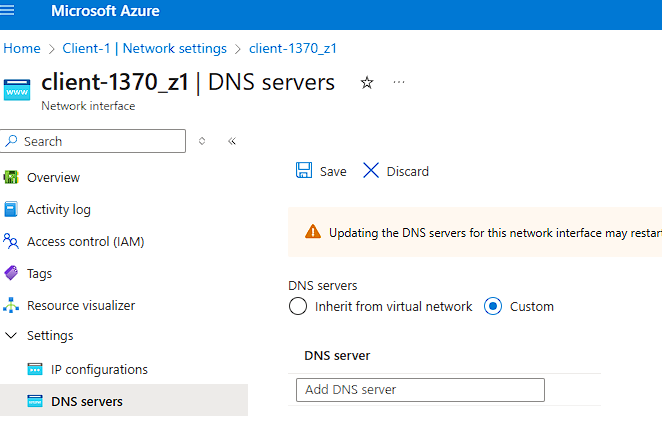 Microsoft Azure
Home > Client-1 | Network settings > client-1370_z1
client-1370_z1 | DNS servers
Network interface
Search
Overview
Activity log
Access control (IAM)
Tags
Resource visualizer
Settings
IP configurations
DNS servers
Save Discard
Updating the DNS servers for this network interface may restart
DNS servers
Inherit from virtual network Custom
DNS server
Add DNS server